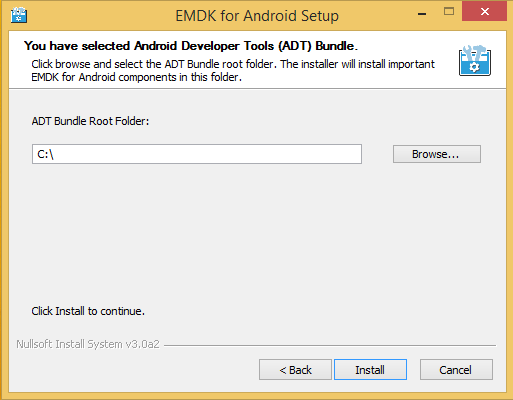 EMDK for Android Setup
You have selected Android Developer Tools (ADT) Bundle.
Click browse and select the ADT Bundle root folder. The installer will install important
EMDK for Android components in this folder.
ADT Bundle Root Folder:
C:\
Browse...
Click Install to continue.
Nullsoft Install System v3.0a2
< Back
Install
Cancel